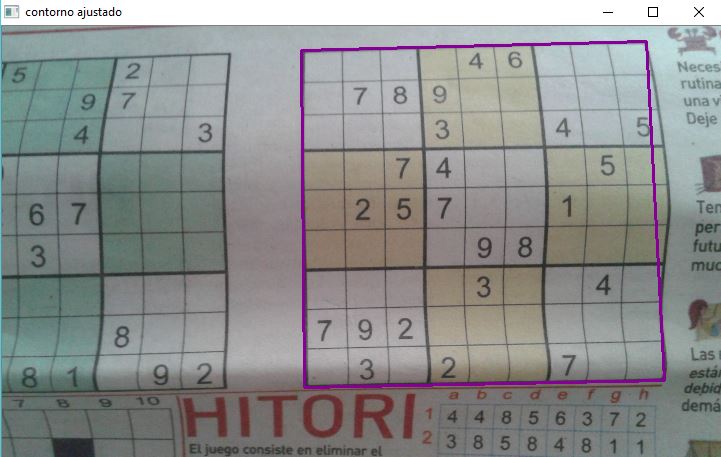 contorno ajustado
5 2
9 7
4 3
6 7
3
8
8 1 9 2
4 6
7 8 9
3 4 5
7 4 5
2 5 7 1
9 8
3 4
7 9 2
3 2 7
Neces
rutina
una v
Deje
Ten
per
futu
muc
Las
están
debid
demá
7 8 9 10
HITORI
El juego consiste en eliminar el
a b c d e f g h
1 4 4 8 5 6 3 7 2
2 3 8 5 8 4 8 1 1